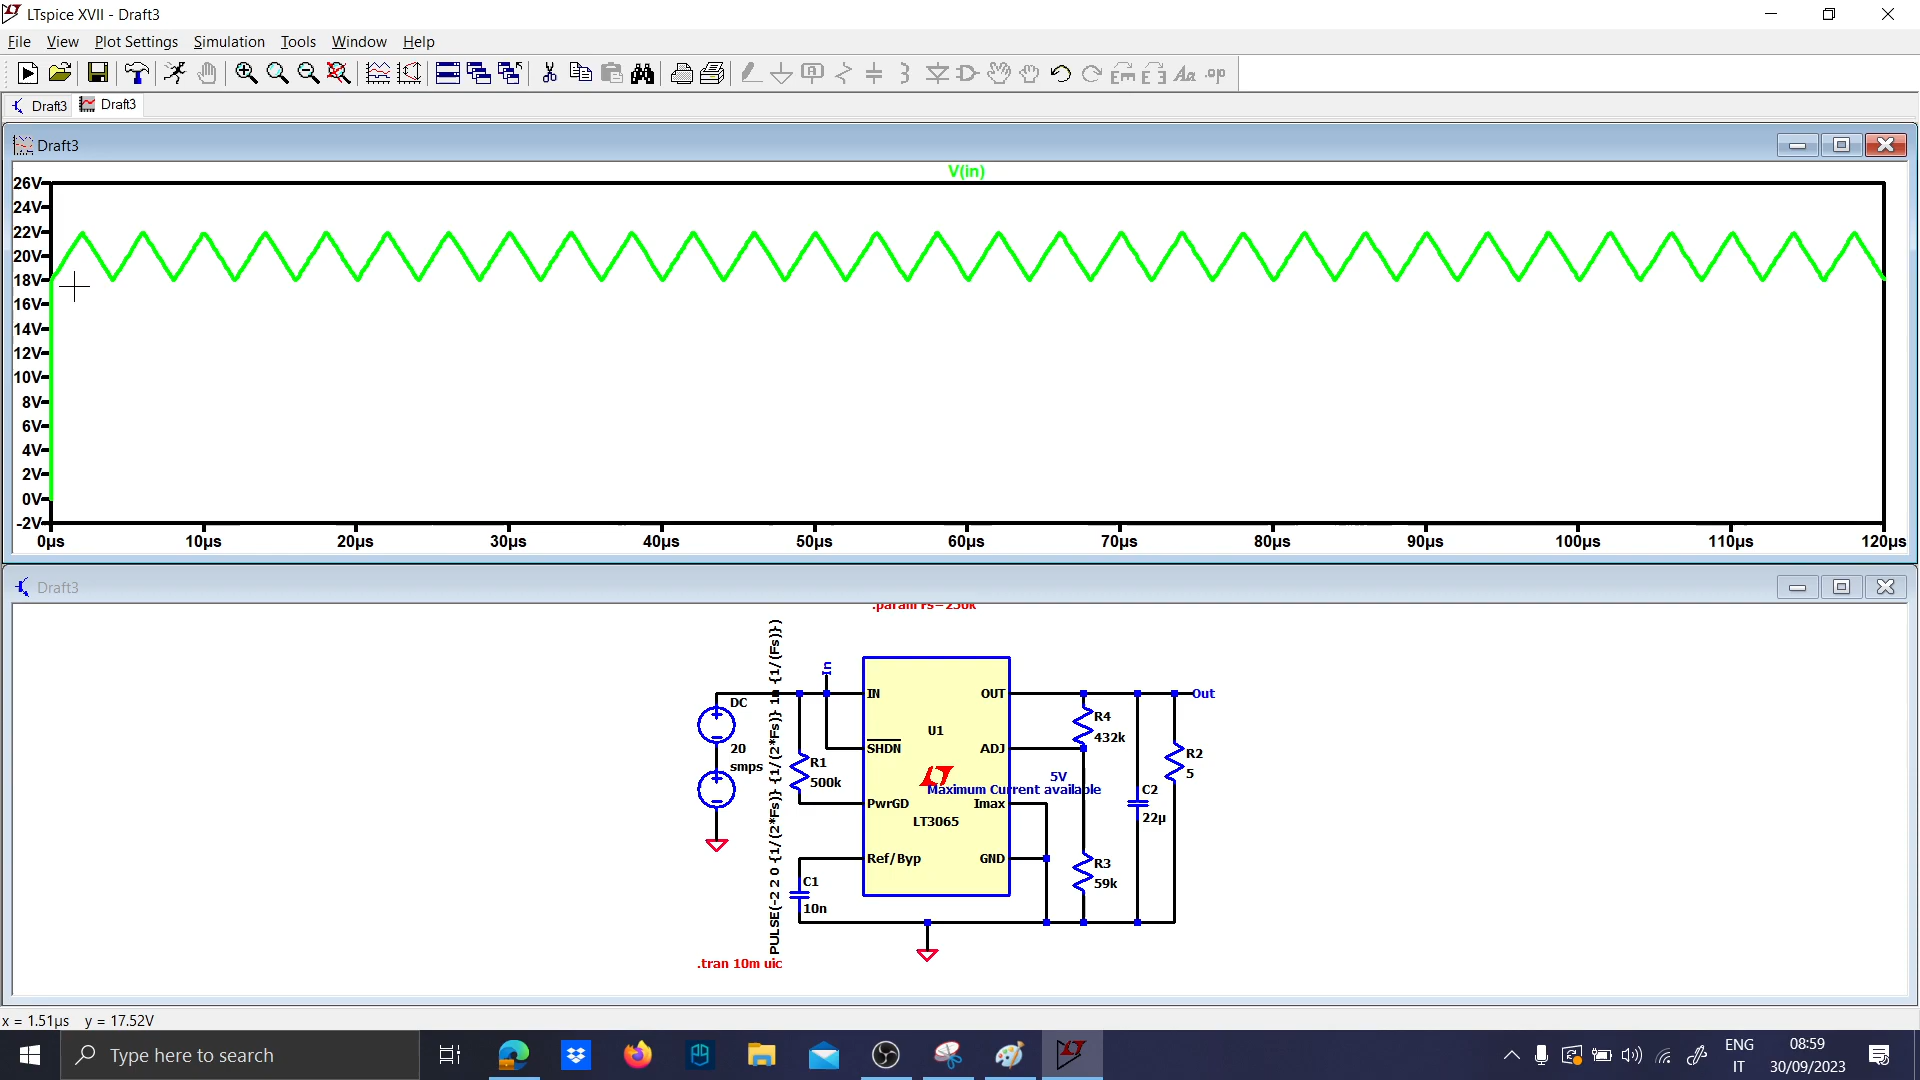 LTspice XVII - Draft3
File View Plot Settings Simulation Tools Window Help
Draft3 Draft3
Draft3
V(in)
26V
24V
22V
20V
18V
16V
14V
12V
10V
8V
6V
4V
2V
0V
-2V
0µs 10µs 20µs 30µs 40µs 50µs 60µs 70µs 80µs 90µs 100µs 110µs 120µs
Draft3
.param Fs=250k
PULSE(-2 2 0 {1/(2*Fs)} {1/(2*Fs)} 1n {1/(Fs)})
In
DC
20
smps
IN
OUT
Out
U1
SHDN
ADJ
R4
432k
R1
500k
R2
5
5V
Maximum Current available
PwrGD
Imax
LT3065
C2
22µ
Ref/Byp
GND
R3
59k
C1
10n
.tran 10m uic
x = 1.51µs y = 17.52V
Type here to search
ENG
IT
08:59
30/09/2023